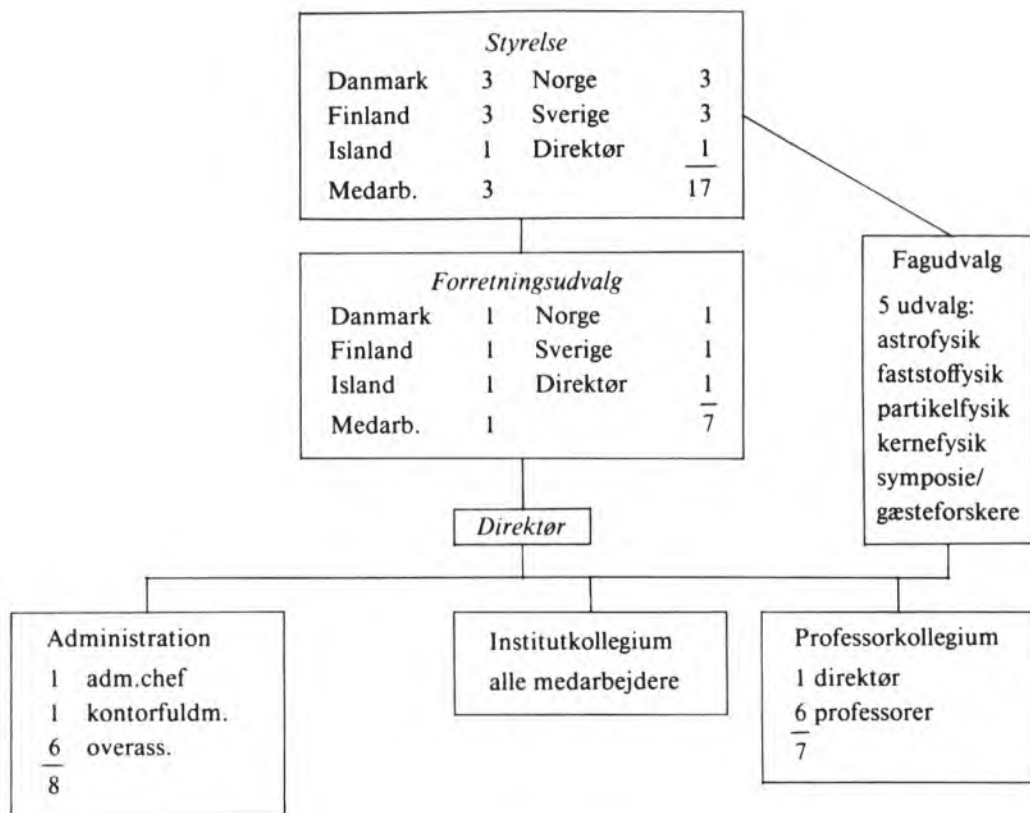 Styrelse
Danmark 3 Norge 3
Finland 3 Sverige 3
Island 1 Direktør 1
Medarb. 3 17
Forretningsudvalg
Danmark 1 Norge 1
Finland 1 Sverige 1
Island 1 Direktør 1
Medarb. 1 7
Fagudvalg
5 udvalg:
astrofysik
faststoffysik
partikelfysik
kernefysik
symposie/
gæsteforskere
Direktør
Administration
1 adm.chef
1 kontorfuldm.
6 overass.
8
Institutkollegium
alle medarbejdere
Professorkollegium
1 direktør
6 professorer
7